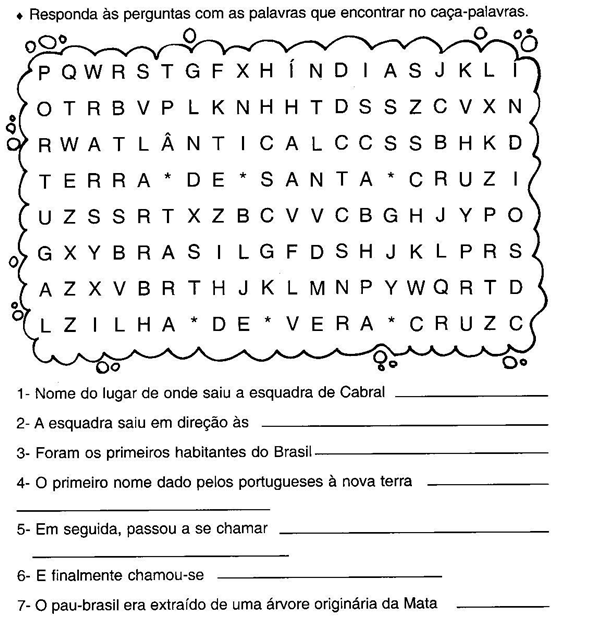 ♦ Responda às perguntas com as palavras que encontrar no caça-palavras.
P Q W R S T G F X H Í N D I A S J K L Í
O T R B V P L K N H H T D S S Z C V X N
R W A T L Â N T I C A L C C S S B H K D
T E R R A * D E * S A N T A * C R U Z I
U Z S S R T X Z B C V V C B G H J Y P O
G X Y B R A S I L G F D S H J K L P R S
A Z X V B R T H J K L M N P Y W Q R T D
L Z I L H A * D E * V E R A * C R U Z C
1- Nome do lugar de onde saiu a esquadra de Cabral
2- A esquadra saiu em direção às
3- Foram os primeiros habitantes do Brasil
4- O primeiro nome dado pelos portugueses à nova terra
5- Em seguida, passou a se chamar
6- E finalmente chamou-se
7- O pau-brasil era extraído de uma árvore originária da Mata